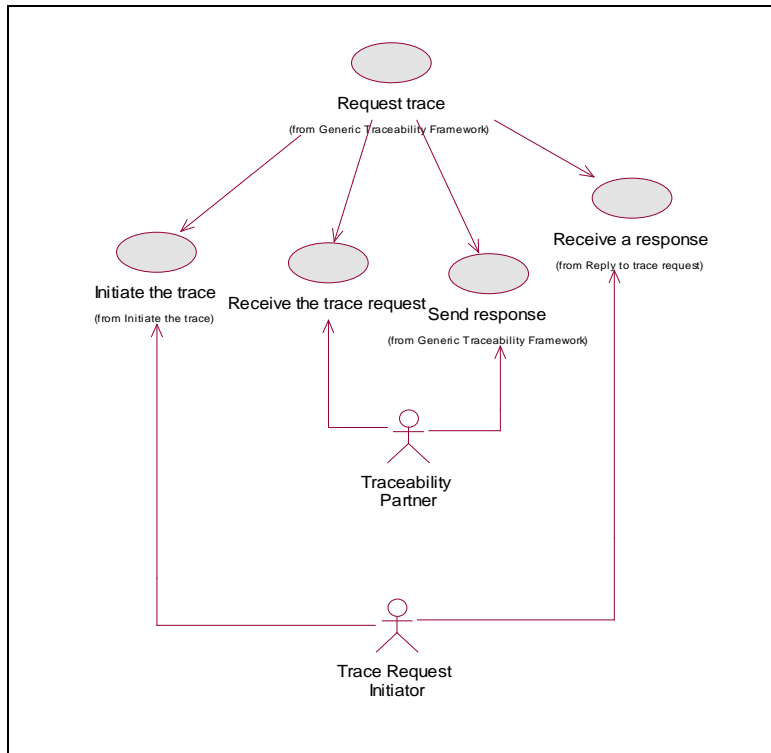 Request trace
(from Generic Traceability Framework)
Receive a response
(from Reply to trace request)
Initiate the trace
(from Initiate the trace)
Receive the trace request
Send response
(from Generic Traceability Framework)
Traceability
Partner
Trace Request
Initiator